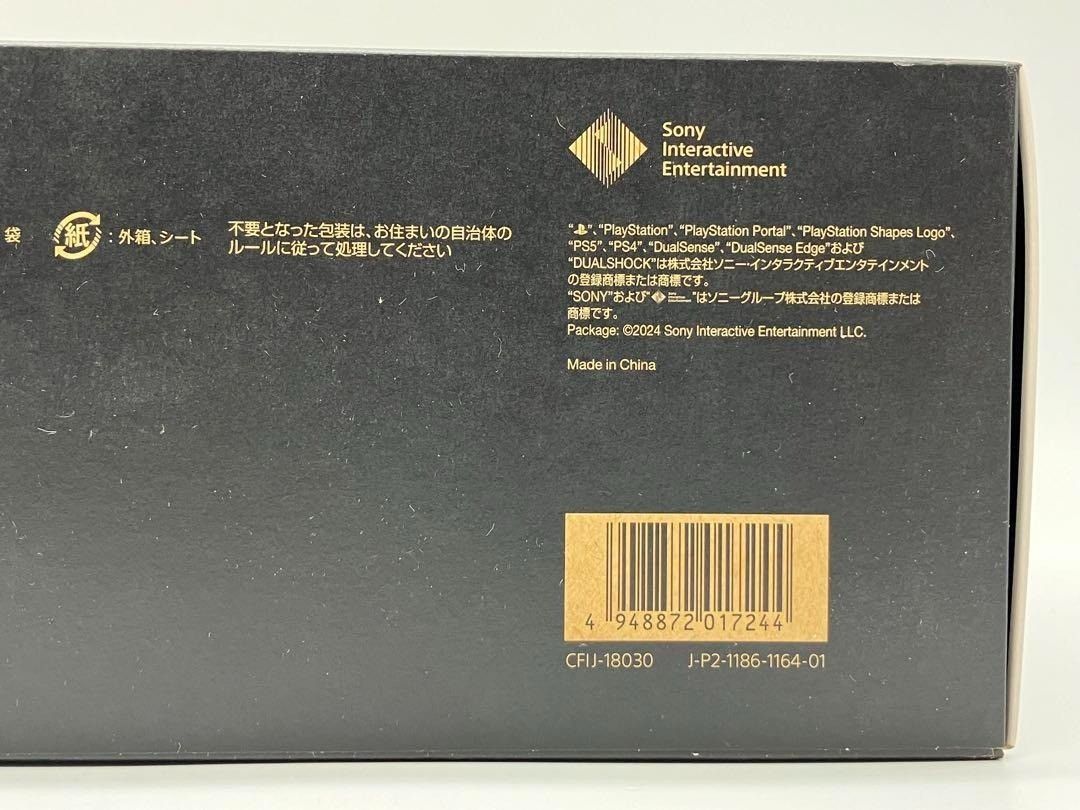 Sony
Interactive
Entertainment
袋
紙
：外箱、シート
不要となった包装は、お住まいの自治体の
ルールに従って処理してください
“ ”、“PlayStation”、“PlayStation Portal”、“PlayStation Shapes Logo”、
“PS5”、“PS4”、“DualSense”、“DualSense Edge”および
“DUALSHOCK”は株式会社ソニー・インタラクティブエンタテインメント
の登録商標または商標です。
“SONY”および“ ”はソニーグループ株式会社の登録商標または
商標です。
Package: ©2024 Sony Interactive Entertainment LLC.
Made in China
4 948872 017244
CFIJ-18030 J-P2-1186-1164-01